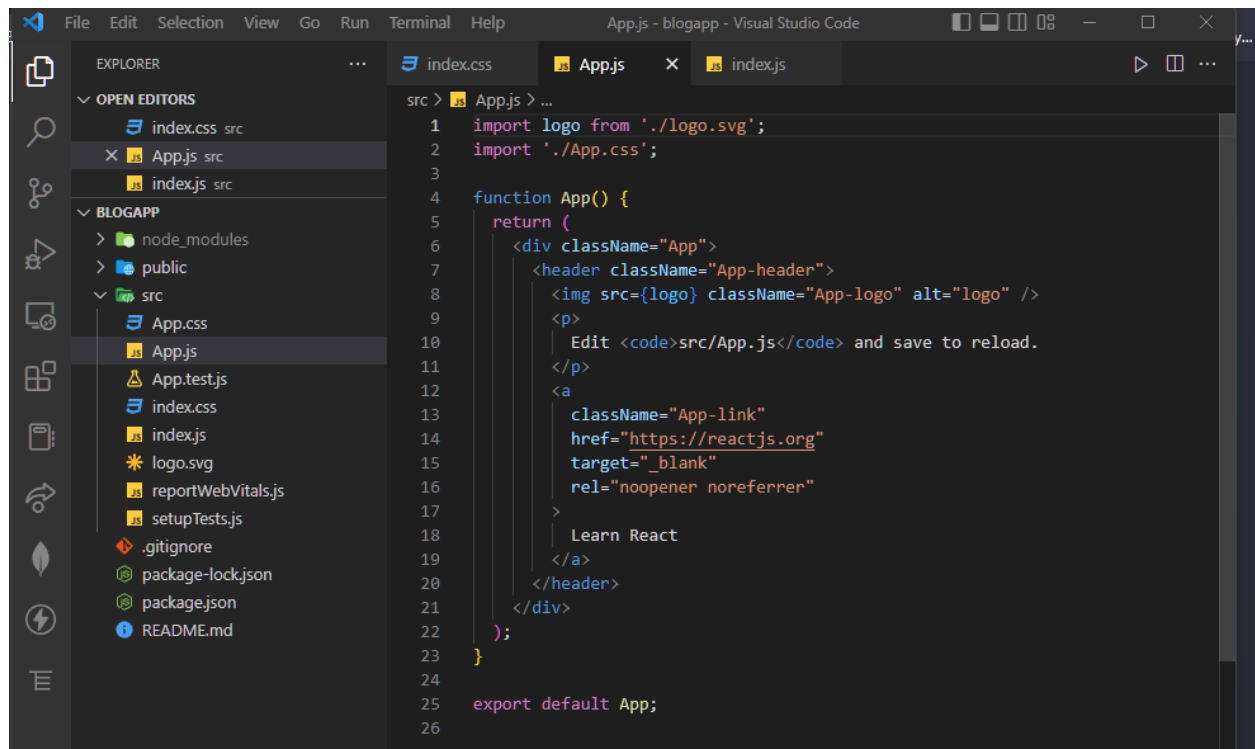 File Edit Selection View Go Run Terminal Help App.js - blogapp - Visual Studio Code
EXPLORER
OPEN EDITORS
index.css src
App.js src
index.js src
BLOGAPP
node_modules
public
src
App.css
App.js
App.test.js
index.css
index.js
logo.svg
reportWebVitals.js
setupTests.js
.gitignore
package-lock.json
package.json
README.md
index.css App.js index.js
src > App.js > ...
1 import logo from './logo.svg';
2 import './App.css';
3
4 function App() {
5 return (
6 <div className="App">
7 <header className="App-header">
8 <img src={logo} className="App-logo" alt="logo" />
9 <p>
10 Edit <code>src/App.js</code> and save to reload.
11 </p>
12 <a
13 className="App-link"
14 href="https://reactjs.org"
15 target="_blank"
16 rel="noopener noreferrer"
17 >
18 Learn React
19 </a>
20 </header>
21 </div>
22 );
23 }
24
25 export default App;
26